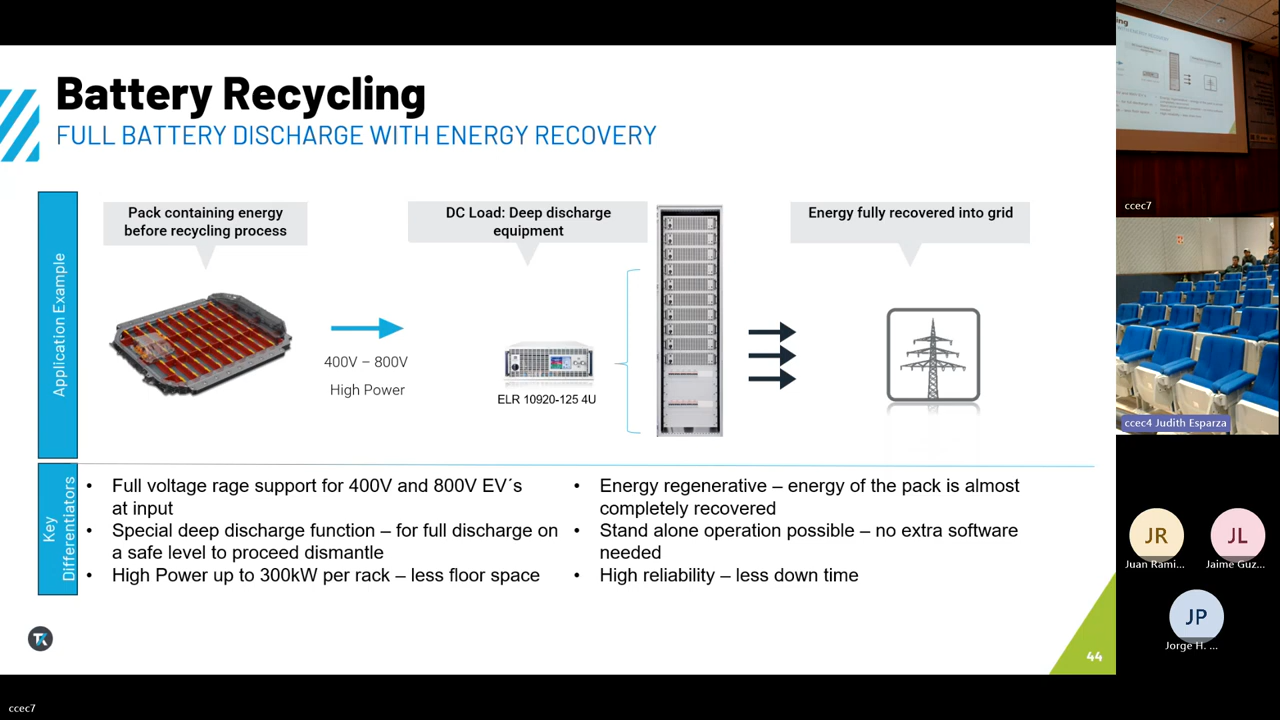 Battery Recycling
FULL BATTERY DISCHARGE WITH ENERGY RECOVERY
Application Example
Pack containing energy
before recycling process
DC Load: Deep discharge
equipment
Energy fully recovered into grid
400V – 800V
High Power
ELR 10920-125 4U
Key
Differentiators
• Full voltage rage support for 400V and 800V EV´s
at input
• Special deep discharge function – for full discharge on
a safe level to proceed dismantle
• High Power up to 300kW per rack – less floor space
• Energy regenerative – energy of the pack is almost
completely recovered
• Stand alone operation possible – no extra software
needed
• High reliability – less down time
TK
44
ccec7
ccec7
ccec4 Judith Esparza
JR
Juan Rami...
JL
Jaime Guz...
JP
Jorge H. ...